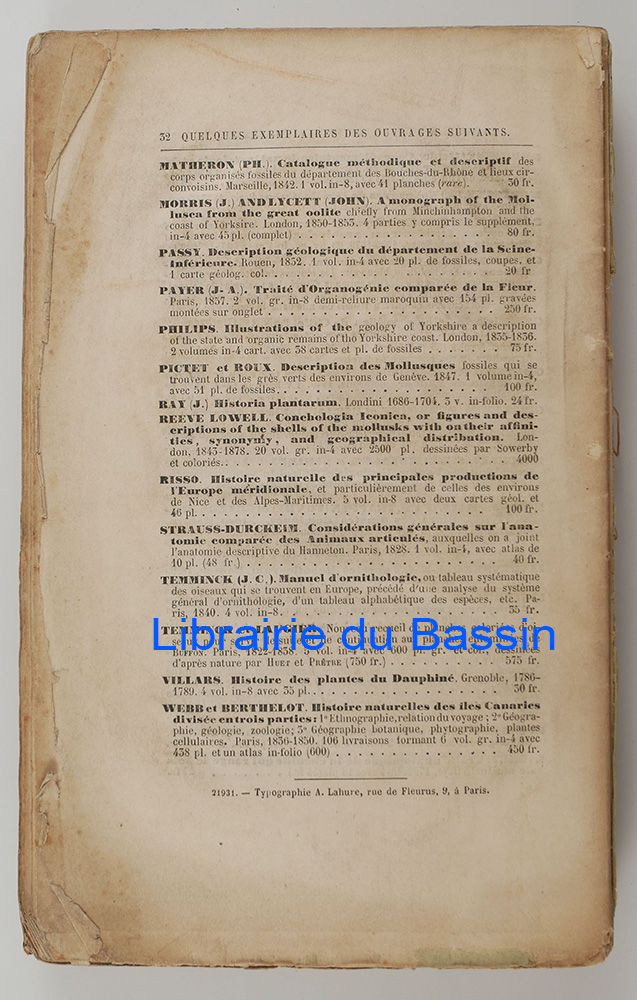 32 QUELQUES EXEMPLAIRES DES OUVRAGES SUIVANTS.
MATHERON (PH.). Catalogue méthodique et descriptif des
corps organisés fossiles du département des Bouches-du-Rhône et lieux cir-
convoisins. Marseille, 1842. 1 vol. in-8, avec 41 planches (rare). 30 fr.
MORRIS (J.) AND LYCETT (JOHN). A monograph of the Mol-
lusca from the great oolite chiefly from Minchinhampton and the
coast of Yorksire. London, 1850-1853. 4 parties y compris le supplément,
in-4 avec 45 pl. (complet) . . . . . . . . . . . . . . . . . 80 fr.
PASSY. Description géologique du département de la Seine-
Inférieure. Rouen, 1832. 1 vol. in-4 avec 20 pl. de fossiles, coupes, et
1 carte géolog. col. . . . . . . . . . . . . . . . . . . 20 fr
PAYER (J- A.). Traité d'Organogénie comparée de la Fleur.
Paris, 1857. 2 vol. gr. in-8 demi-reliure maroquin avec 154 pl. gravées
montées sur onglet . . . . . . . . . . . . . . . . . . 250 fr.
PHILIPS. Illustrations of the geology of Yorkshire a description
of the state and organic remains of tho Yorkshire coast. London, 1835-1836.
2 volumés in-4 cart. avec 38 cartes et pl. de fossiles . . . . . . . 75 fr.
PICTET et ROUX. Description des Mollusques fossiles qui se
trouvent dans les grès verts des environs de Genève. 1847. 1 volume in-4,
avec 51 pl. de fossiles. . . . . . . . . . . . . . . . . 100 fr.
RAY (J.) Historia plantarum. Londini 1686-1704. 3 v. in-folio. 24 fr.
REEVE LOWELL. Conchologia Iconica, or figures and des-
criptions of the shells of the mollusks with on their affini-
ties, synonymy, and geographical distribution. Lon-
don. 1843-1878. 20 vol. gr. in-4 avec 2500 pl. dessinées par Sowerby
et coloriés. . . . . . . . . . . . . . . . . . . . . 4000
RISSO. Histoire naturelle des principales productions de
l'Europe méridionale, et particulièrement de celles des environs
de Nice et des Alpes-Maritimes. 5 vol. in-8 avec deux cartes géol. et
46 pl. . . . . . . . . . . . . . . . . . . . . . . 100 fr.
STRAUSS-DURCKEIM. Considérations générales sur l'ana-
tomie comparée des Animaux articulés, auxquelles on a joint
l'anatomie descriptive du Hanneton. Paris, 1828. 1 vol. in-4, avec atlas de
10 pl. (48 fr ) . . . . . . . . . . . . . . . . . . . 40 fr.
TEMMINCK (J. C.). Manuel d'ornithologie, ou tableau systématique
des oiseaux qui se trouvent en Europe, précédé d'une analyse du système
général d'ornithologie, d'un tableau alphabétique des espèces, etc. Pa-
ris, 1840. 4 vol. in-8. . . . . . . . . . . . . . . . . 35 fr.
recueil de
Librairie du Bassin
BUFFON. Paris, 1822-1838. 5 vol. in-4 avec 600 pl. gr. et col., dessinées
d'après nature par HUET et PRÊTRE (750 fr.) . . . . . . . . . . 575 fr.
VILLARS. Histoire des plantes du Dauphiné. Grenoble, 1786-
1789. 4 vol. in-8 avec 55 pl. . . . . . . . . . . . . . . 30 fr.
WEBB et BERTHELOT. Histoire naturelles des îles Canaries
divisée en trois parties : 1° Ethnographie, relation du voyage ; 2° Géogra-
phie, géologie, zoologie; 3° Géographie botanique, phytographie, plantes
cellulaires. Paris, 1836-1850. 106 livraisons formant 6 vol. gr. in-4 avec
438 pl. et un atlas in-folio (600) . . . . . . . . . . . . . 450 fr.
21931. — Typographie A. Lahure, rue de Fleurus, 9, à Paris.